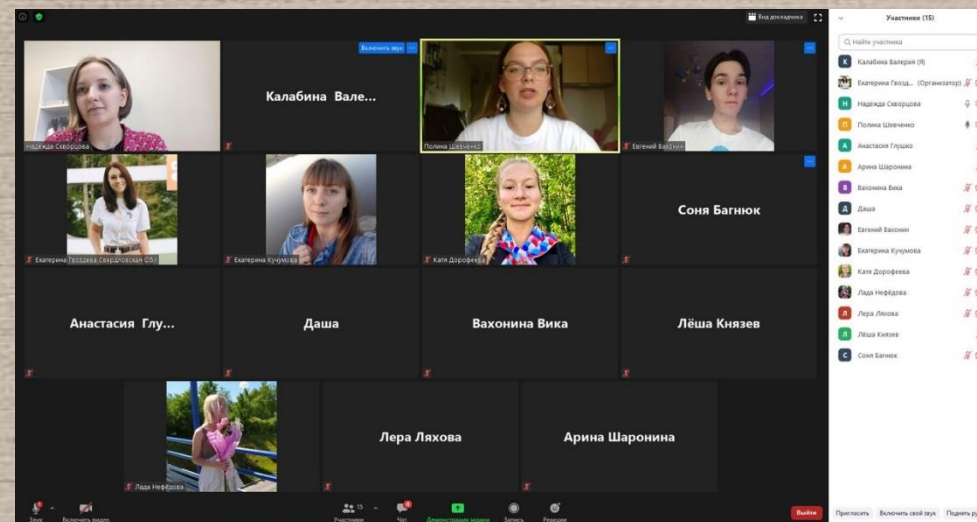 Вид докладчика
Надежда Скворцова
Калабина Вале...
Включить звук
Полина Шевченко
Евгений Вахонин
Екатерина Гвоздева Свердловская Обл
Екатерина Кучумова
Катя Дорофеева
Соня Багнюк
Анастасия Глу...
Даша
Вахонина Вика
Лёша Князев
Лада Нефёдова
Лера Ляхова
Арина Шаронина
Звук
Включить видео
15
Участники
Чат
Демонстрация экрана
Запись
Реакции
Выйти
Участники (15)
Найти участника
К Калабина Валерия (Я)
Екатерина Гвозд... (Организатор)
Н Надежда Скворцова
П Полина Шевченко
А Анастасия Глушко
А Арина Шаронина
В Вахонина Вика
Д Даша
Евгений Вахонин
Екатерина Кучумова
Катя Дорофеева
Лада Нефёдова
Л Лера Ляхова
Л Лёша Князев
С Соня Багнюк
Пригласить Включить свой звук Поднять ру